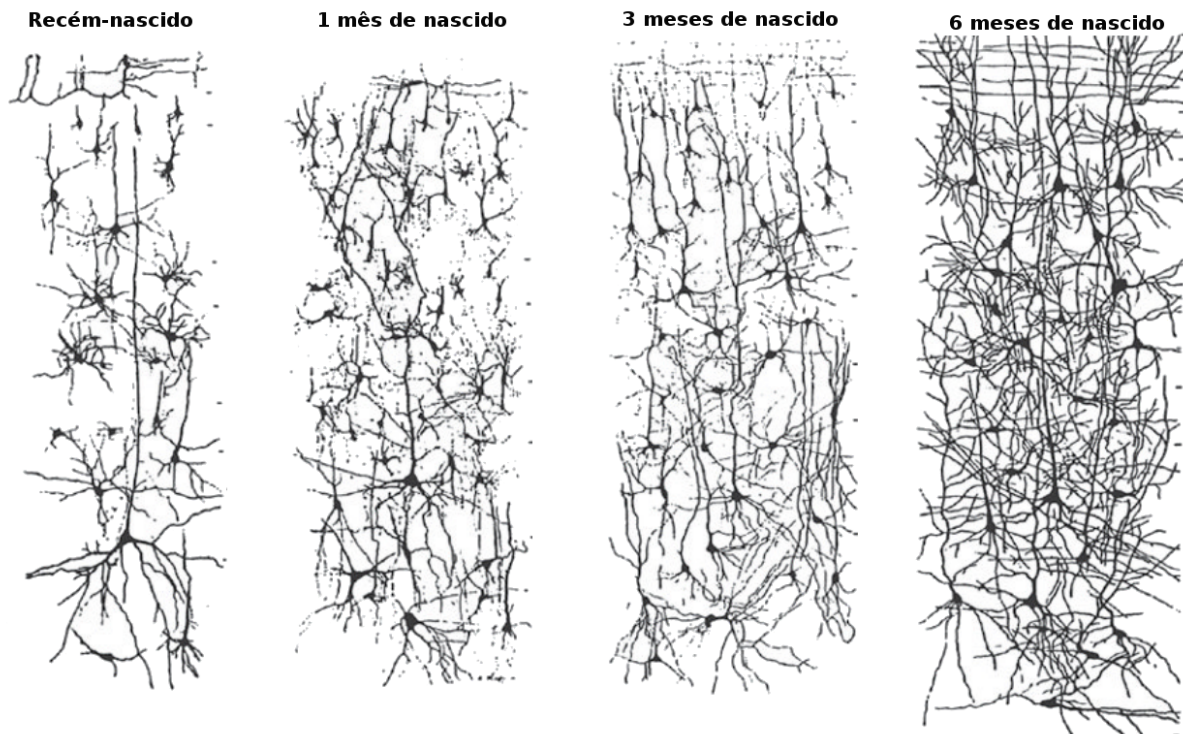 Recém-nascido
1 mês de nascido
3 meses de nascido
6 meses de nascido